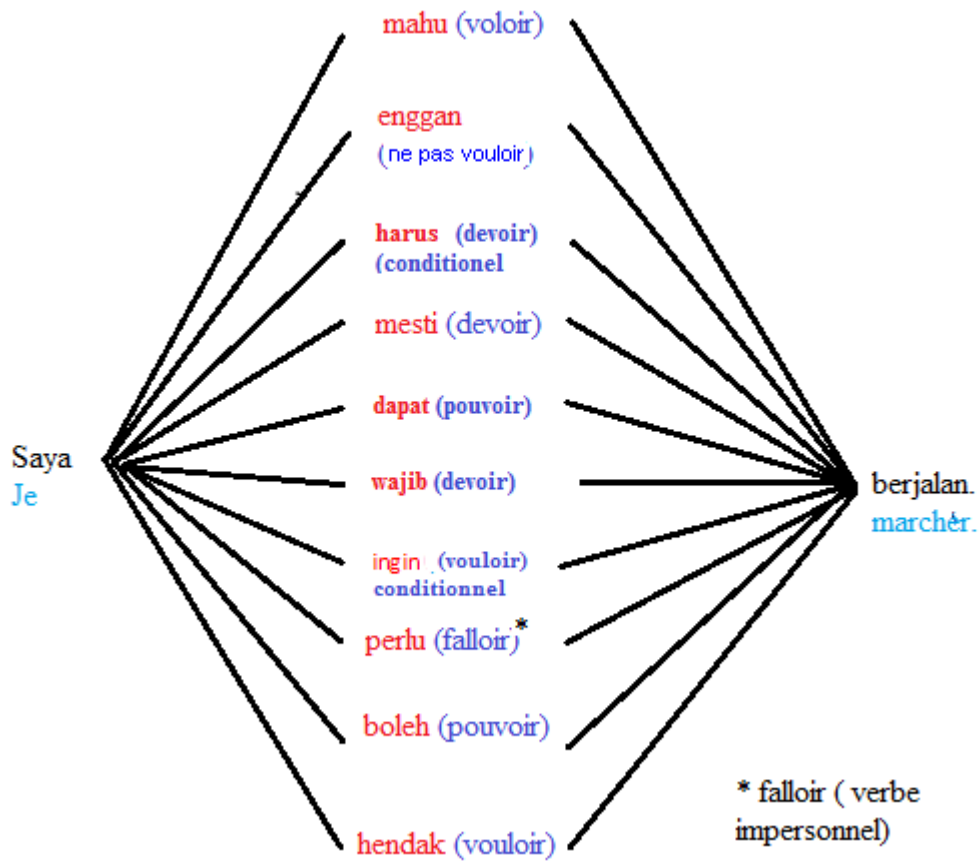 mahu (voloir)
enggan
(ne pas vouloir)
harus (devoir)
(conditionel
mesti (devoir)
dapat (pouvoir)
Saya
Je
wajib (devoir)
berjalan.
marcher.
ingin (vouloir)
conditionnel
perlu (falloir)*
boleh (pouvoir)
hendak (vouloir)
* falloir ( verbe
impersonnel)